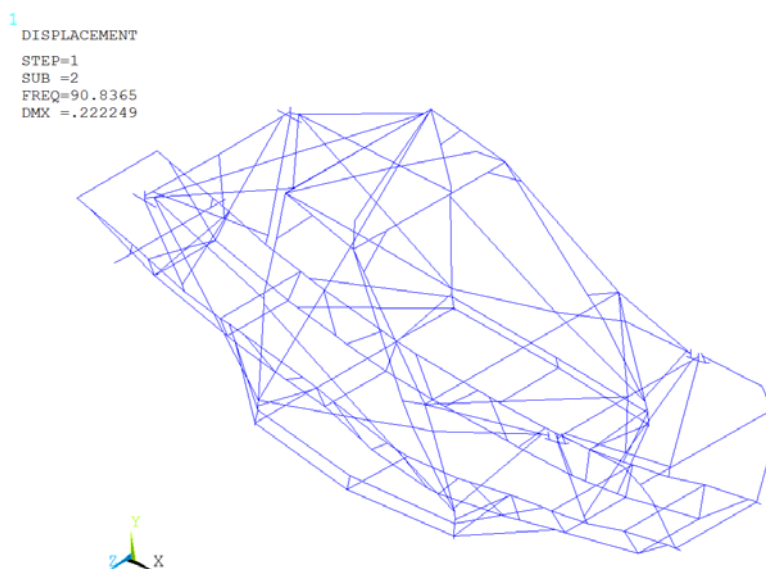 1
DISPLACEMENT
STEP=1
SUB =2
FREQ=90.8365
DMX =.222249
Y
Z
X